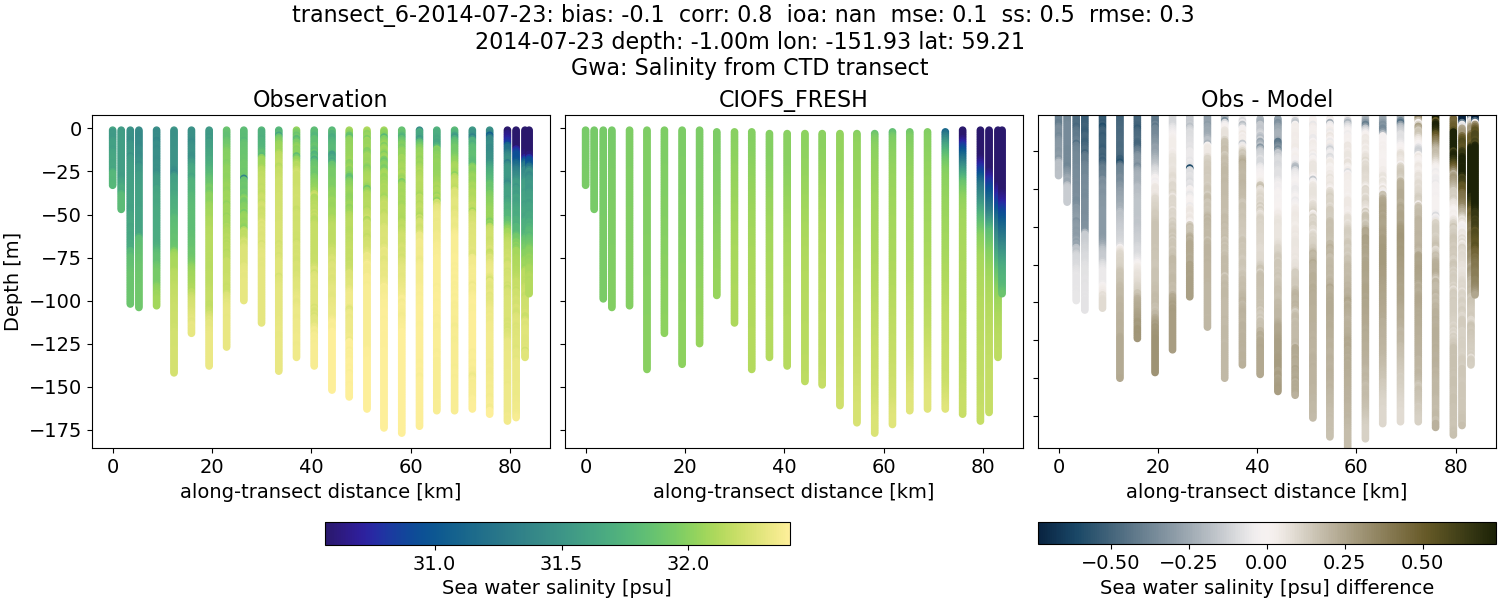 transect_6-2014-07-23: bias: -0.1  corr: 0.8  ioa: nan  mse: 0.1  ss: 0.5  rmse: 0.3
2014-07-23 depth: -1.00m lon: -151.93 lat: 59.21
Gwa: Salinity from CTD transect
Observation
CIOFS_FRESH
Obs - Model
Depth [m]
0
−25
−50
−75
−100
−125
−150
−175
0 20 40 60 80
0 20 40 60 80
0 20 40 60 80
along-transect distance [km]
along-transect distance [km]
along-transect distance [km]
31.0 31.5 32.0
Sea water salinity [psu]
−0.50 −0.25 0.00 0.25 0.50
Sea water salinity [psu] difference